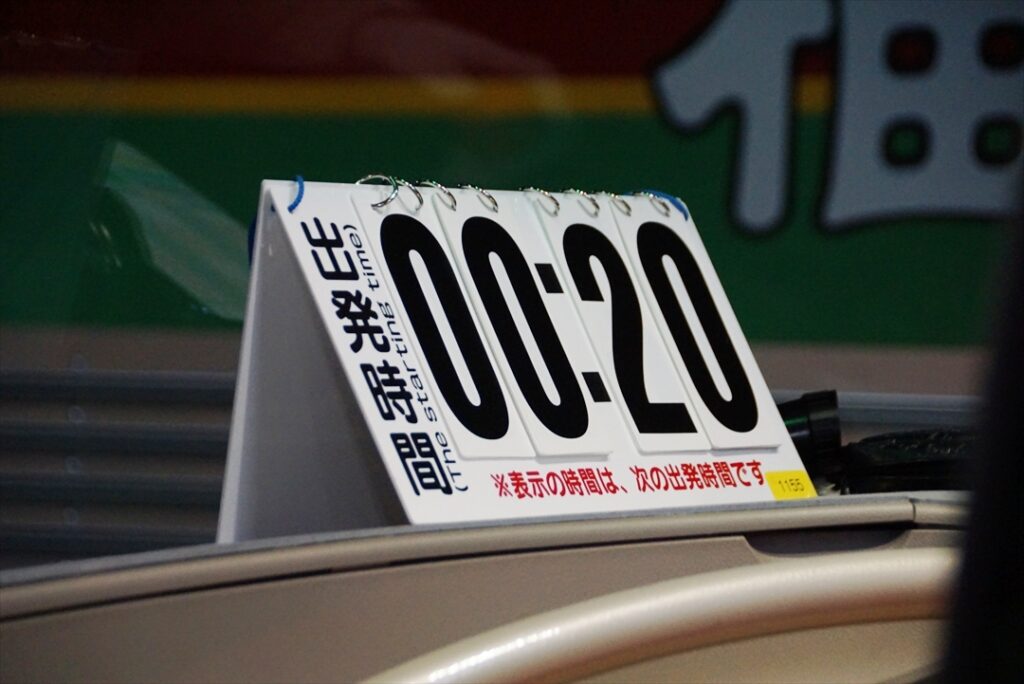 出発時間
(The starting time)
00:20
※表示の時間は、次の出発時間です
1155